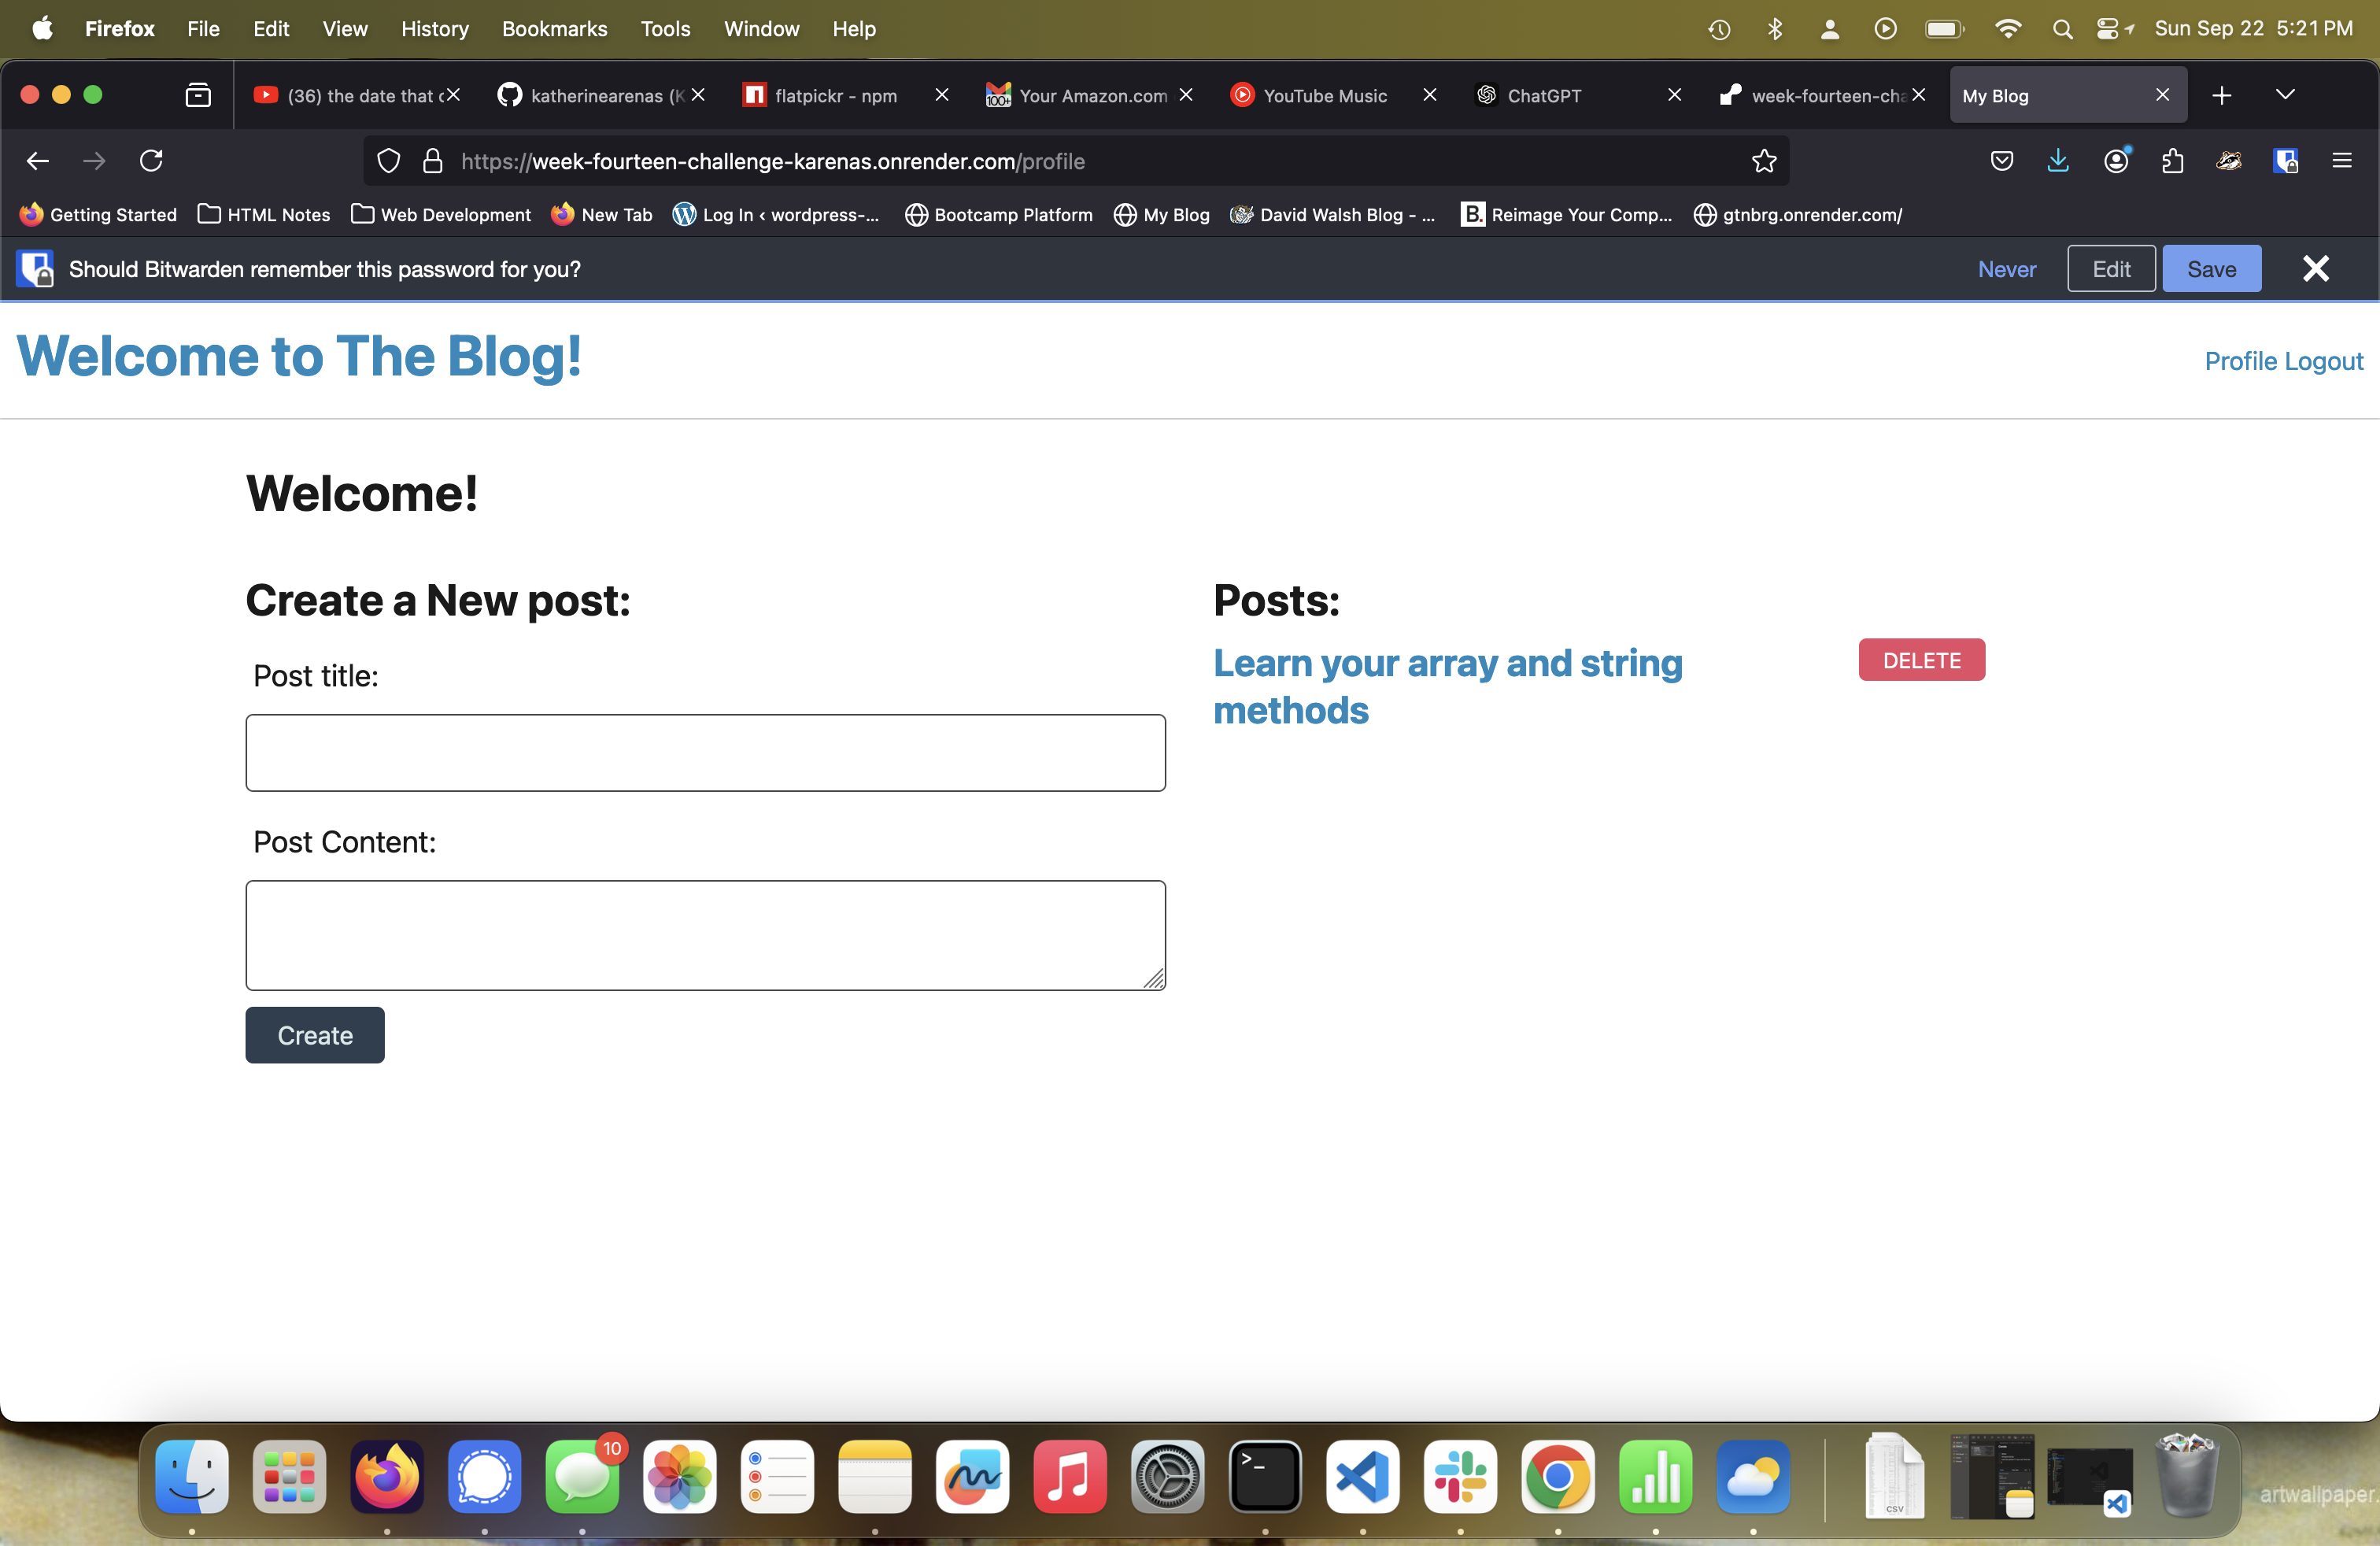 Firefox File Edit View History Bookmarks Tools Window Help Sun Sep 22 5:21 PM
(36) the date that c katherinearenas (K flatpickr - npm Your Amazon.com YouTube Music ChatGPT week-fourteen-cha My Blog
https://week-fourteen-challenge-karenas.onrender.com/profile
Getting Started HTML Notes Web Development New Tab Log In ‹ wordpress-... Bootcamp Platform My Blog David Walsh Blog - ... B. Reimage Your Comp... gtnbrg.onrender.com/
Should Bitwarden remember this password for you? Never Edit Save
Welcome to The Blog! Profile Logout
Welcome!
Create a New post:
Post title:
Post Content:
Create
Posts:
Learn your array and string
methods
DELETE
10
CSV
artwallpaper.